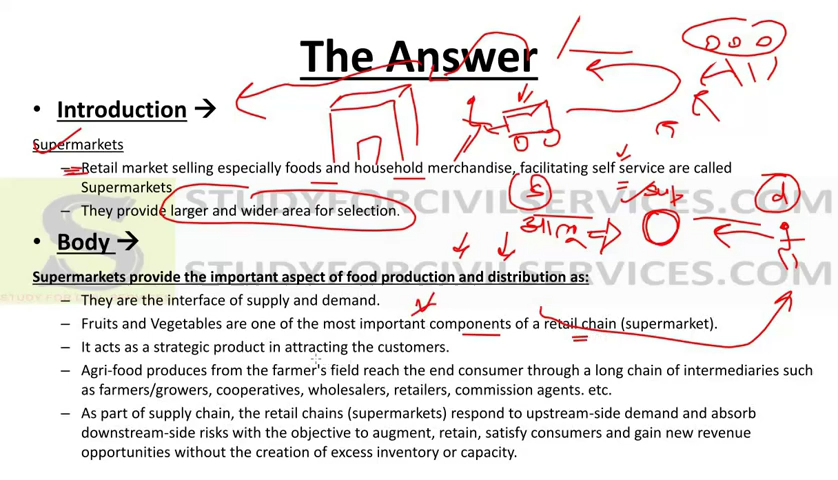 The Answer
• Introduction →
Supermarkets
– Retail market selling especially foods and household merchandise, facilitating self service are called
Supermarkets
– They provide larger and wider area for selection.
S
sup
d
STUDYFORCIVILSERVICES.COM
• Body →
Supermarkets provide the important aspect of food production and distribution as:
STUDYFORCIVILSERVICES.COM
STUDYFORCIVILSERVICES.COM
– They are the interface of supply and demand.
– Fruits and Vegetables are one of the most important components of a retail chain (supermarket).
– It acts as a strategic product in attracting the customers.
– Agri-food produces from the farmer's field reach the end consumer through a long chain of intermediaries such
as farmers/growers, cooperatives, wholesalers, retailers, commission agents. etc.
– As part of supply chain, the retail chains (supermarkets) respond to upstream-side demand and absorb
downstream-side risks with the objective to augment, retain, satisfy consumers and gain new revenue
opportunities without the creation of excess inventory or capacity.